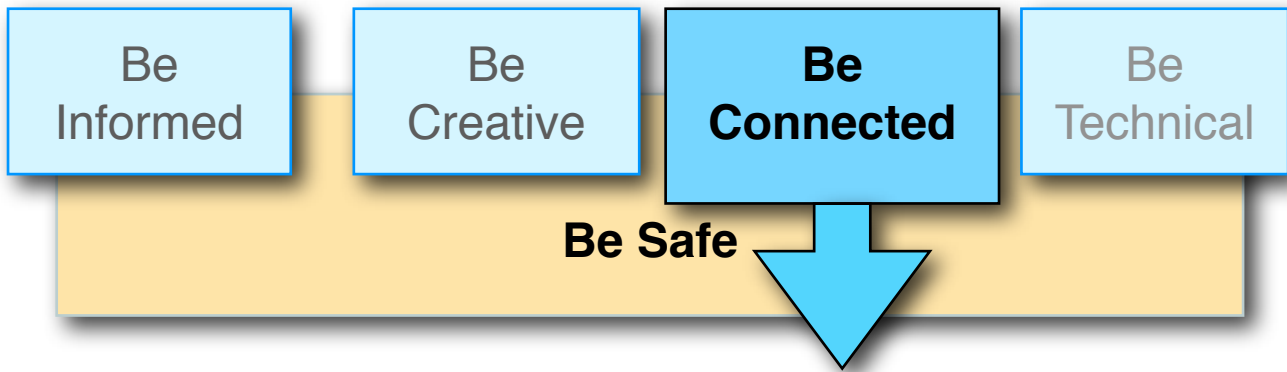 Be
Informed
Be
Creative
Be
Connected
Be
Technical
Be Safe